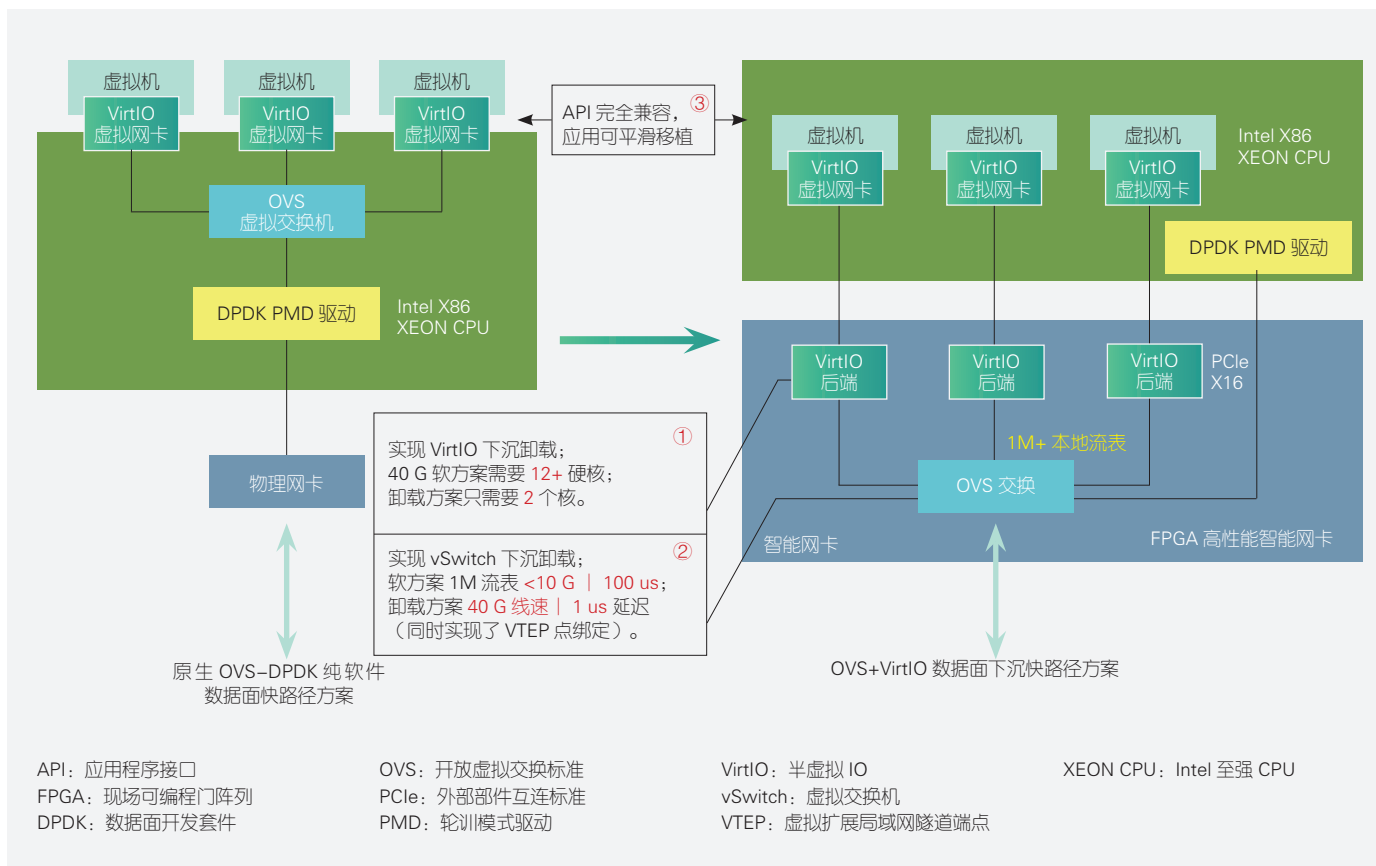 虚拟机
VirtIO
虚拟网卡
虚拟机
VirtIO
虚拟网卡
虚拟机
VirtIO
虚拟网卡
OVS
虚拟交换机
DPDK PMD 驱动
Intel X86
XEON CPU
物理网卡
原生 OVS–DPDK 纯软件
数据面快路径方案
API 完全兼容，
应用可平滑移植
③
虚拟机
VirtIO
虚拟网卡
虚拟机
VirtIO
虚拟网卡
虚拟机
VirtIO
虚拟网卡
Intel X86
XEON CPU
DPDK PMD 驱动
VirtIO
后端
VirtIO
后端
VirtIO
后端
PCIe
X16
1M+ 本地流表
OVS 交换
智能网卡
FPGA 高性能智能网卡
①
实现 VirtIO 下沉卸载；
40 G 软方案需要 12+ 硬核；
卸载方案只需要 2 个核。
②
实现 vSwitch 下沉卸载；
软方案 1M 流表 <10 G｜100 us；
卸载方案 40 G 线速｜1 us 延迟
（同时实现了 VTEP 点绑定）。
OVS+VirtIO 数据面下沉快路径方案
API：应用程序接口
FPGA：现场可编程门阵列
DPDK：数据面开发套件
OVS：开放虚拟交换标准
PCIe：外部部件互连标准
PMD：轮训模式驱动
VirtIO：半虚拟 IO
vSwitch：虚拟交换机
VTEP：虚拟扩展局域网隧道端点
XEON CPU：Intel 至强 CPU